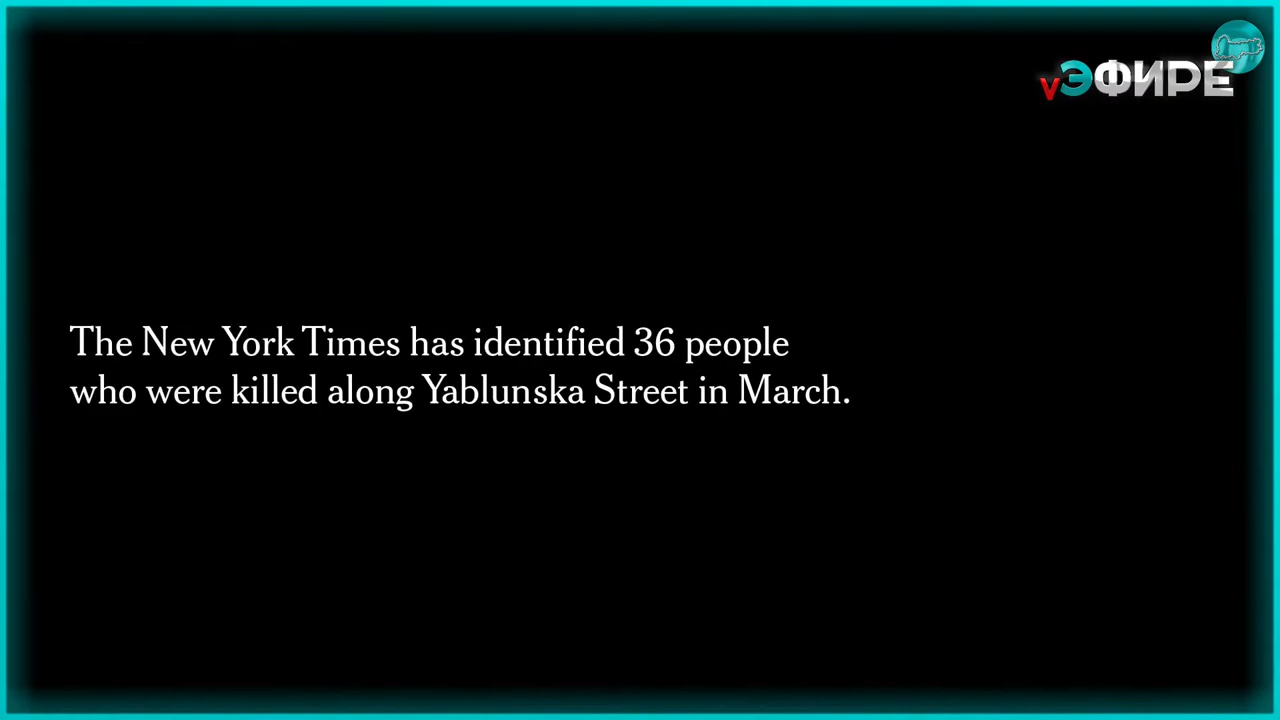 vЭФИРЕ
The New York Times has identified 36 people
who were killed along Yablunska Street in March.